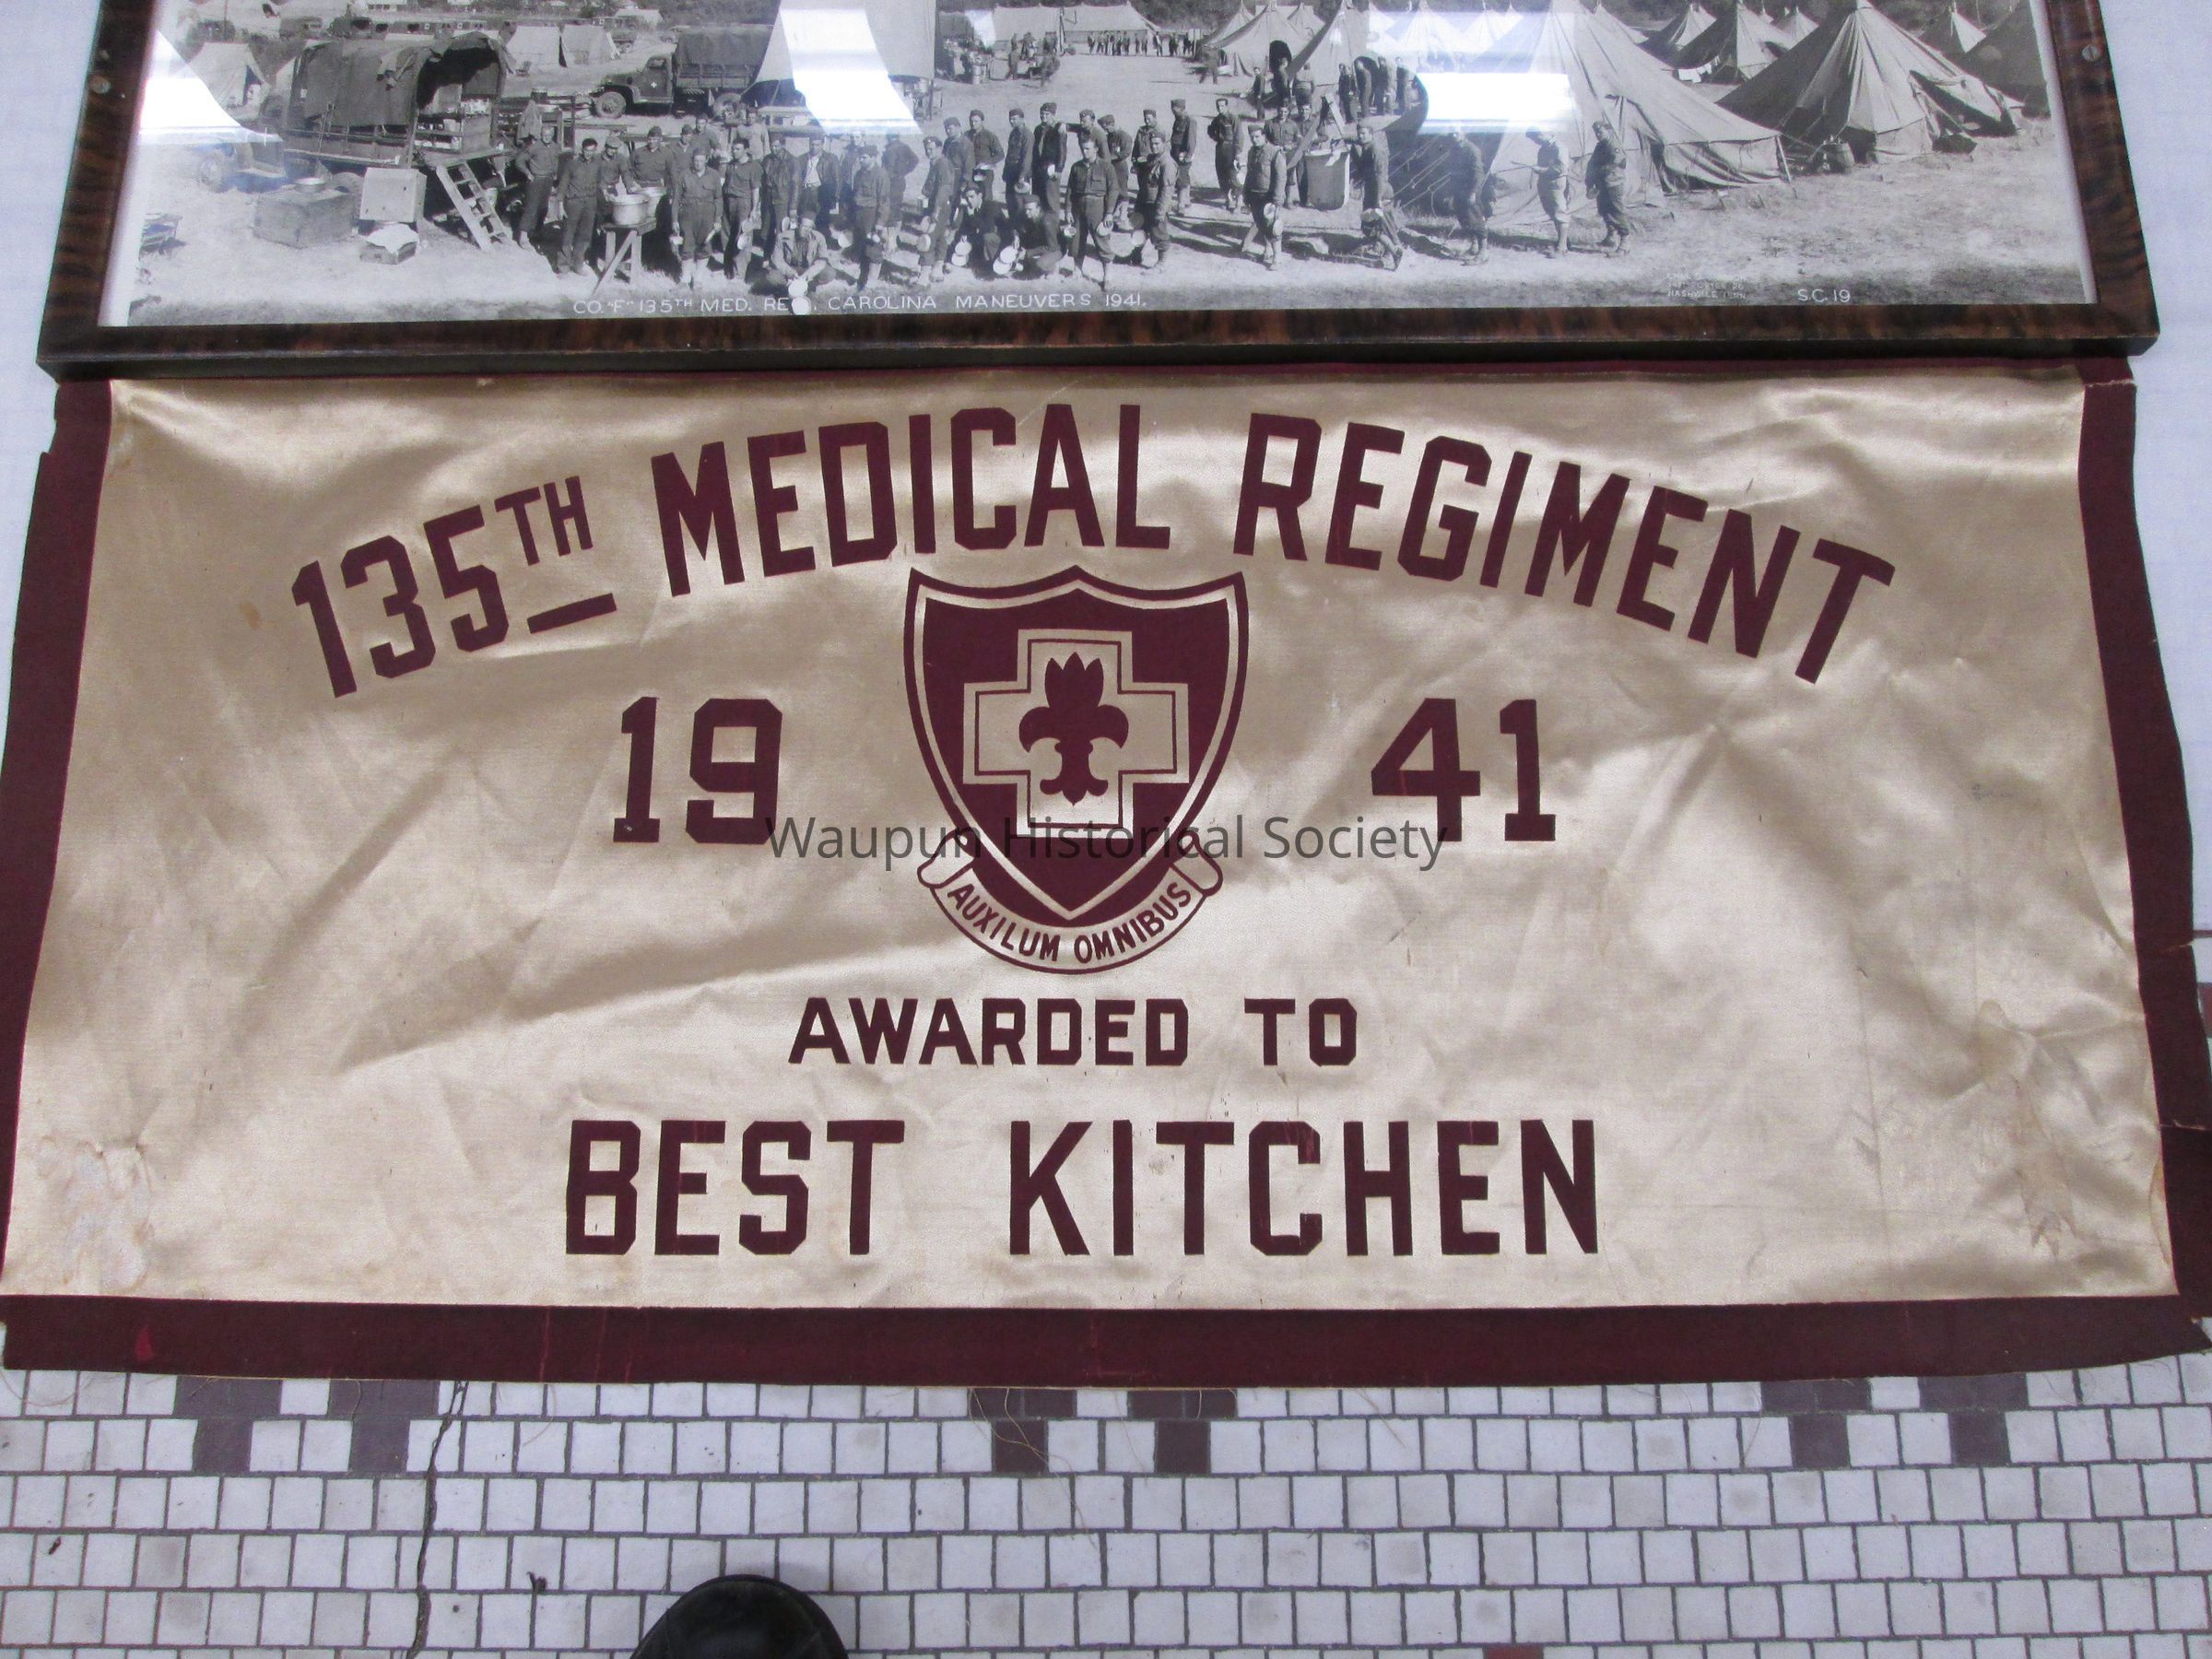 CO. "F" 135TH MED. REG. CAROLINA MANEUVERS 1941.
S.C. 19
135TH MEDICAL REGIMENT
19 41
Waupun Historical Society
AUXILUM OMNIBUS
AWARDED TO
BEST KITCHEN